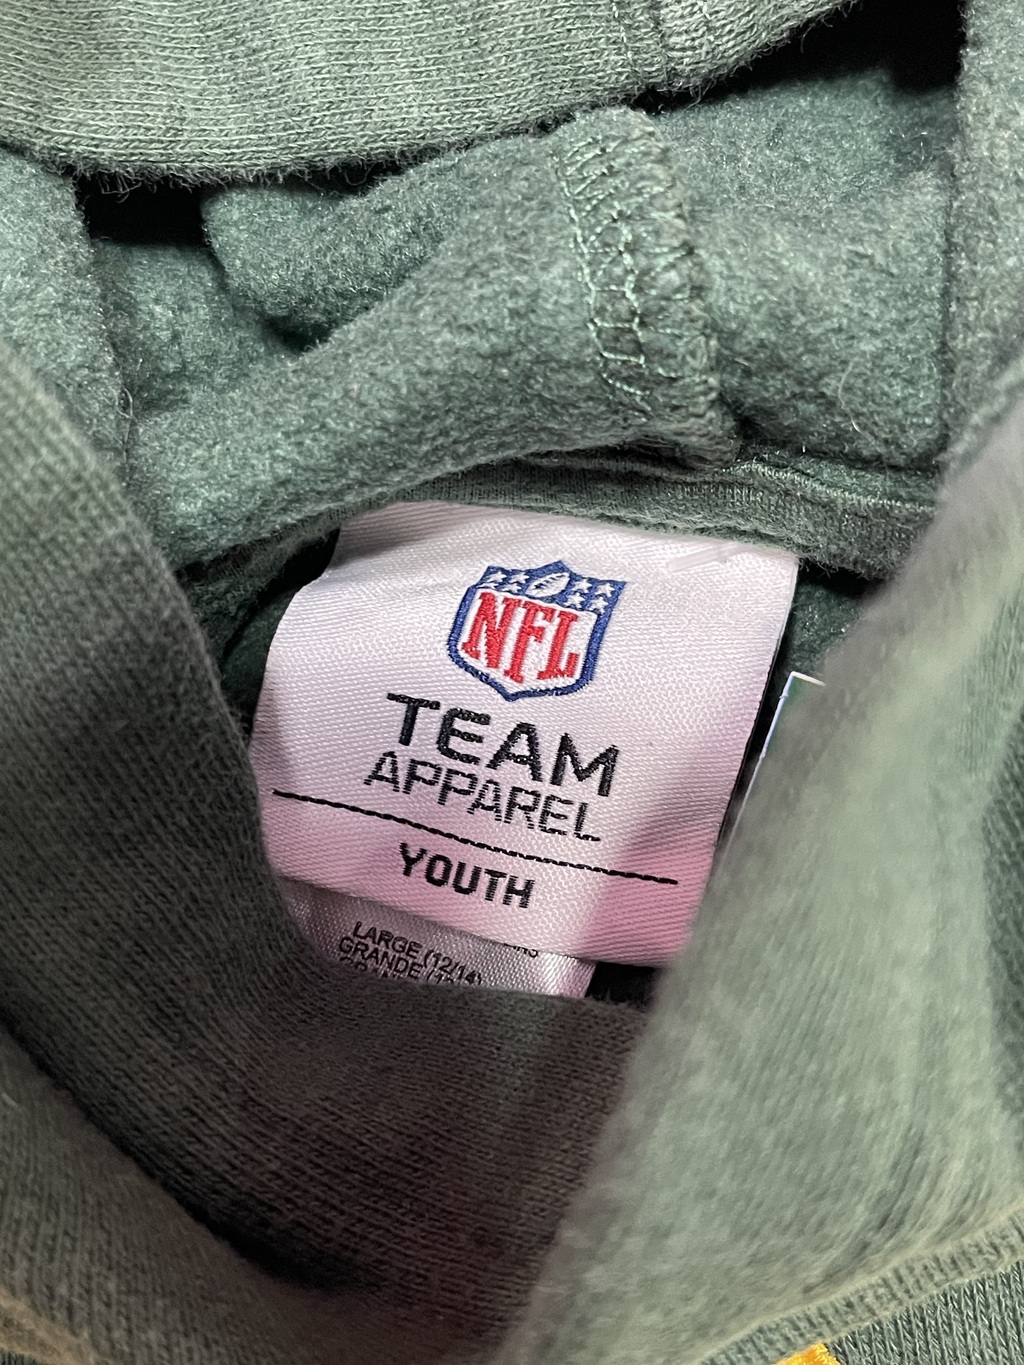 NFL
TEAM
APPAREL
YOUTH
LARGE (12/14)
GRANDE